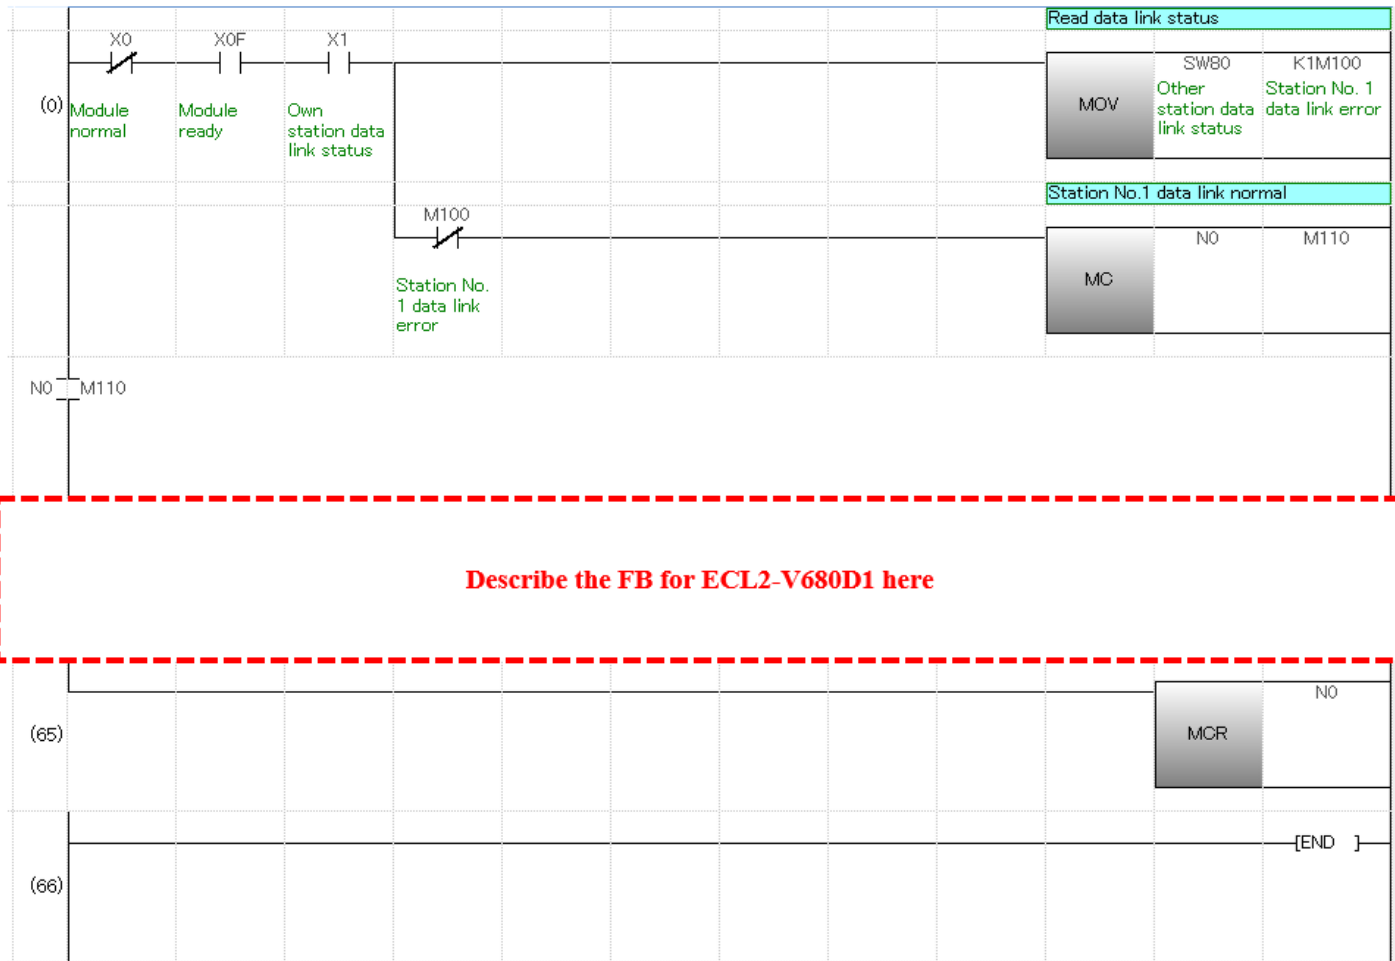 Read data link status
X0 X0F X1
SW80 K1M100
(0) Module normal
Module ready
Own station data link status
MOV
Other station data link status
Station No. 1 data link error
Station No.1 data link normal
M100
N0 M110
Station No. 1 data link error
MC
N0 M110
Describe the FB for ECL2-V680D1 here
N0
(65) MCR
[END ]
(66)